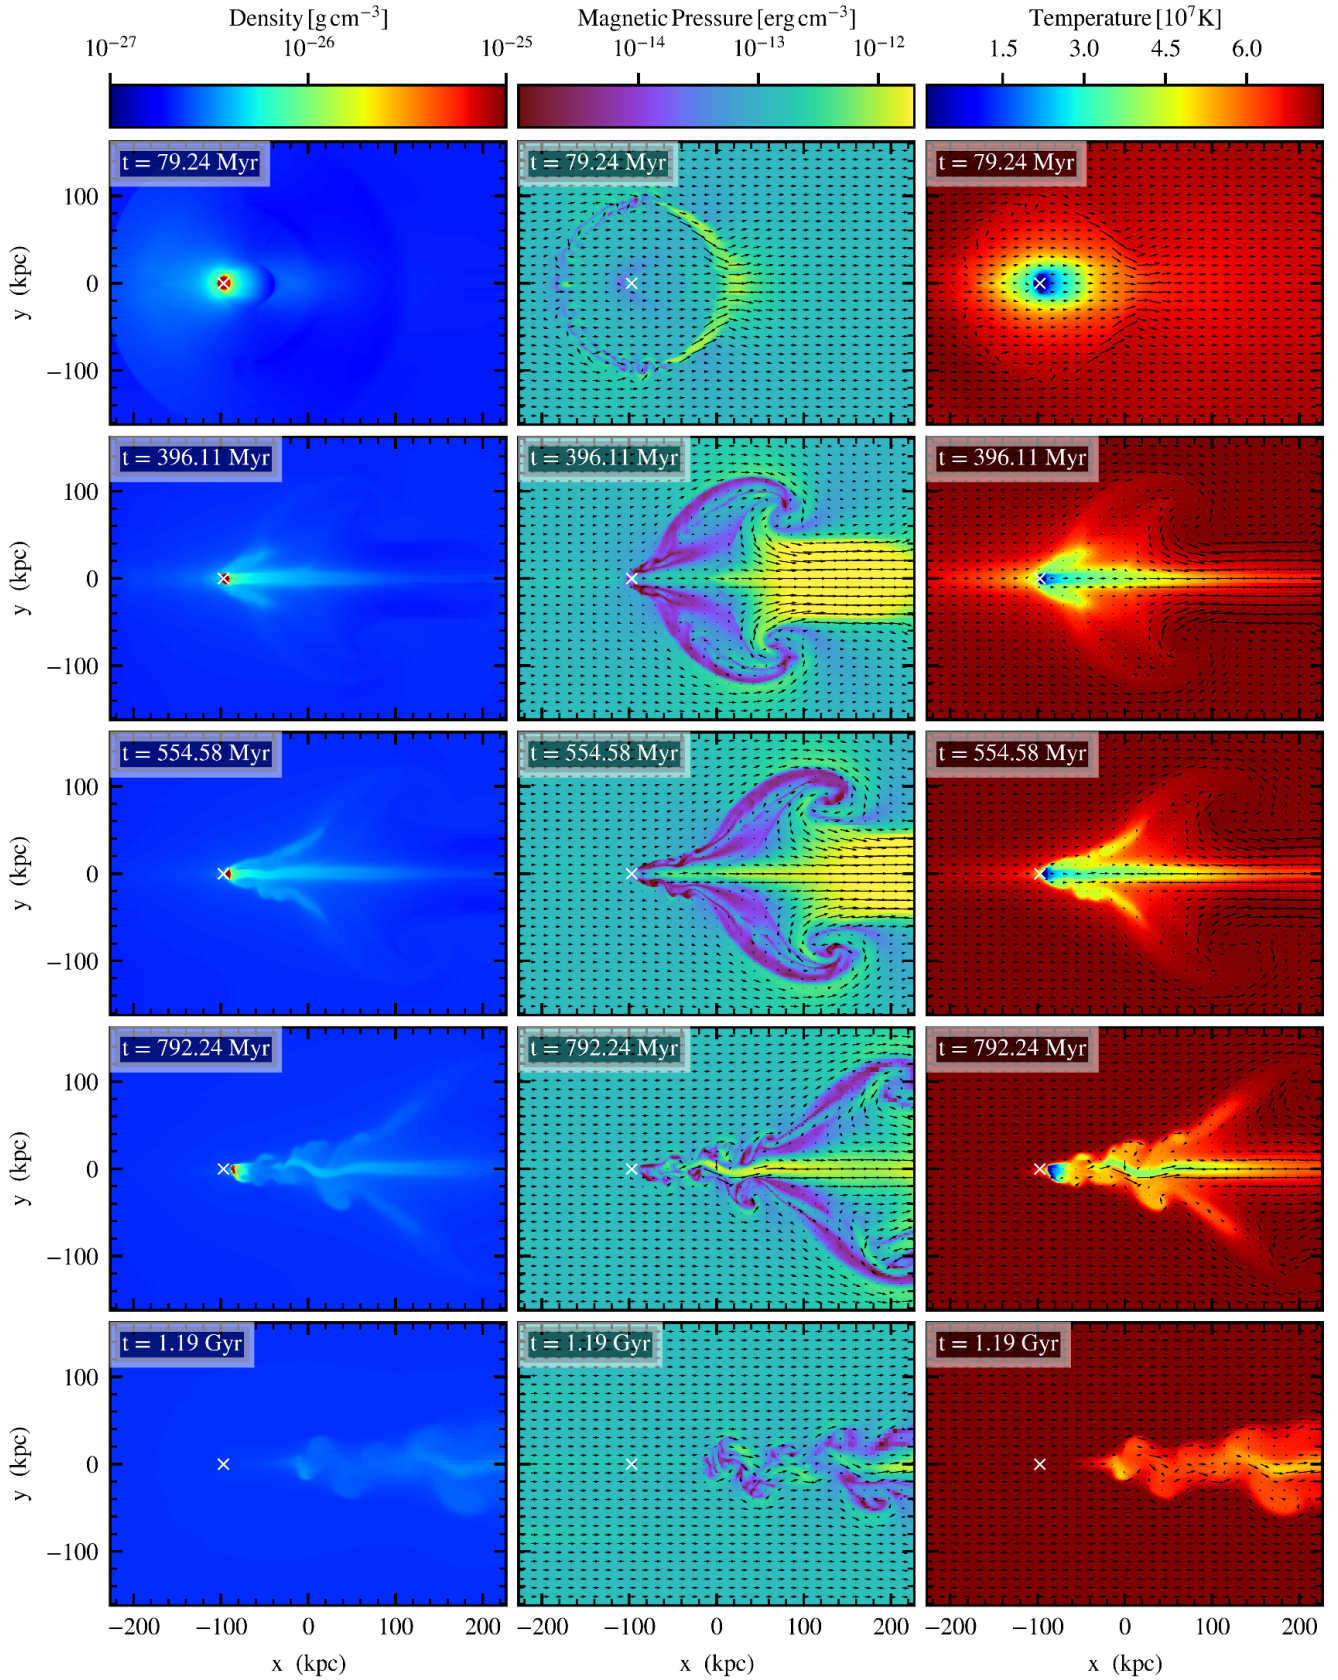 Density [g cm−3] Magnetic Pressure [erg cm−3] Temperature [10^7 K]
10^−27 10^−26 10^−25 10^−14 10^−13 10^−12 1.5 3.0 4.5 6.0
t = 79.24 Myr t = 79.24 Myr t = 79.24 Myr
100
0
−100
y (kpc)
t = 396.11 Myr t = 396.11 Myr t = 396.11 Myr
100
0
−100
y (kpc)
t = 554.58 Myr t = 554.58 Myr t = 554.58 Myr
100
0
−100
y (kpc)
t = 792.24 Myr t = 792.24 Myr t = 792.24 Myr
100
0
−100
y (kpc)
t = 1.19 Gyr t = 1.19 Gyr t = 1.19 Gyr
100
0
−100
y (kpc)
−200 −100 0 100 200 −200 −100 0 100 200 −200 −100 0 100 200
x (kpc) x (kpc) x (kpc)